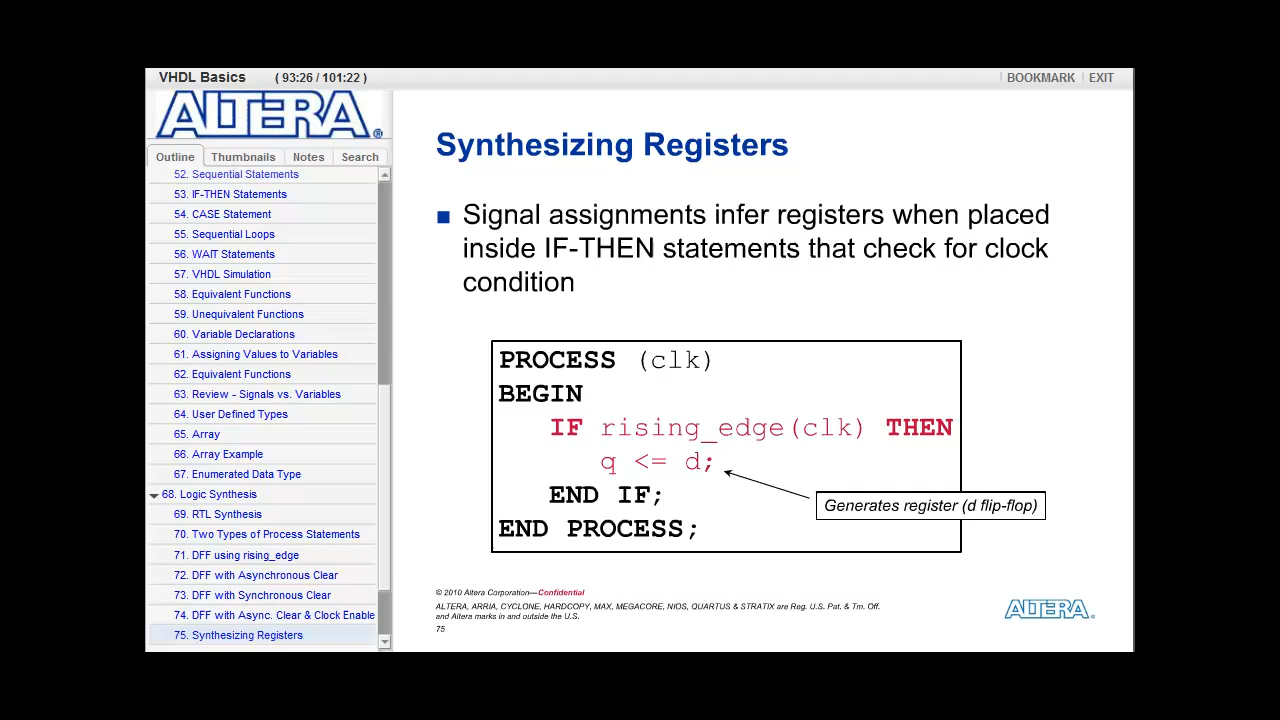 VHDL Basics ( 93:26 / 101:22 )
BOOKMARK EXIT
ALTERA®
Outline Thumbnails Notes Search
52. Sequential Statements
53. IF-THEN Statements
54. CASE Statement
55. Sequential Loops
56. WAIT Statements
57. VHDL Simulation
58. Equivalent Functions
59. Unequivalent Functions
60. Variable Declarations
61. Assigning Values to Variables
62. Equivalent Functions
63. Review - Signals vs. Variables
64. User Defined Types
65. Array
66. Array Example
67. Enumerated Data Type
68. Logic Synthesis
69. RTL Synthesis
70. Two Types of Process Statements
71. DFF using rising_edge
72. DFF with Asynchronous Clear
73. DFF with Synchronous Clear
74. DFF with Async. Clear & Clock Enable
75. Synthesizing Registers
Synthesizing Registers
Signal assignments infer registers when placed
inside IF-THEN statements that check for clock
condition
PROCESS (clk)
BEGIN
IF rising_edge(clk) THEN
q <= d;
END IF;
END PROCESS;
Generates register (d flip-flop)
© 2010 Altera Corporation—Confidential
ALTERA, ARRIA, CYCLONE, HARDCOPY, MAX, MEGACORE, NIOS, QUARTUS & STRATIX are Reg. U.S. Pat. & Tm. Off.
and Altera marks in and outside the U.S.
75
ALTERA®